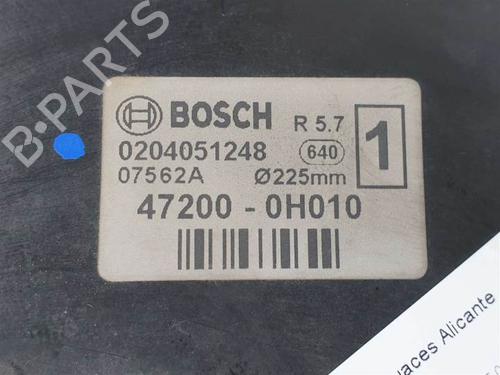 B-PARTS
BOSCH
R 5.7
1
0204051248
640
07562A
Ø225mm
47200 - 0H010
Alicante